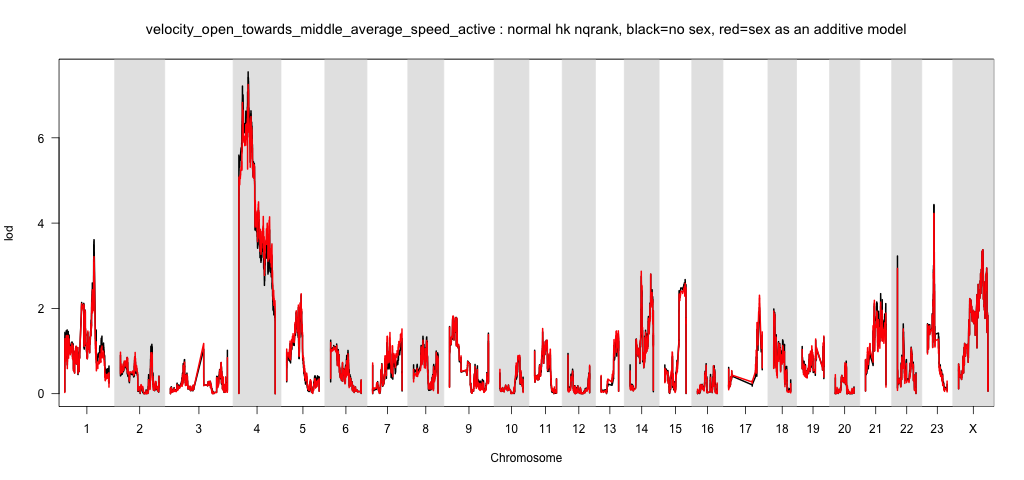 velocity_open_towards_middle_average_speed_active : normal hk nqrank, black=no sex, red=sex as an additive model
lod
6
4
2
0
1 2 3 4 5 6 7 8 9 10 11 12 13 14 15 16 17 18 19 20 21 22 23 X
Chromosome